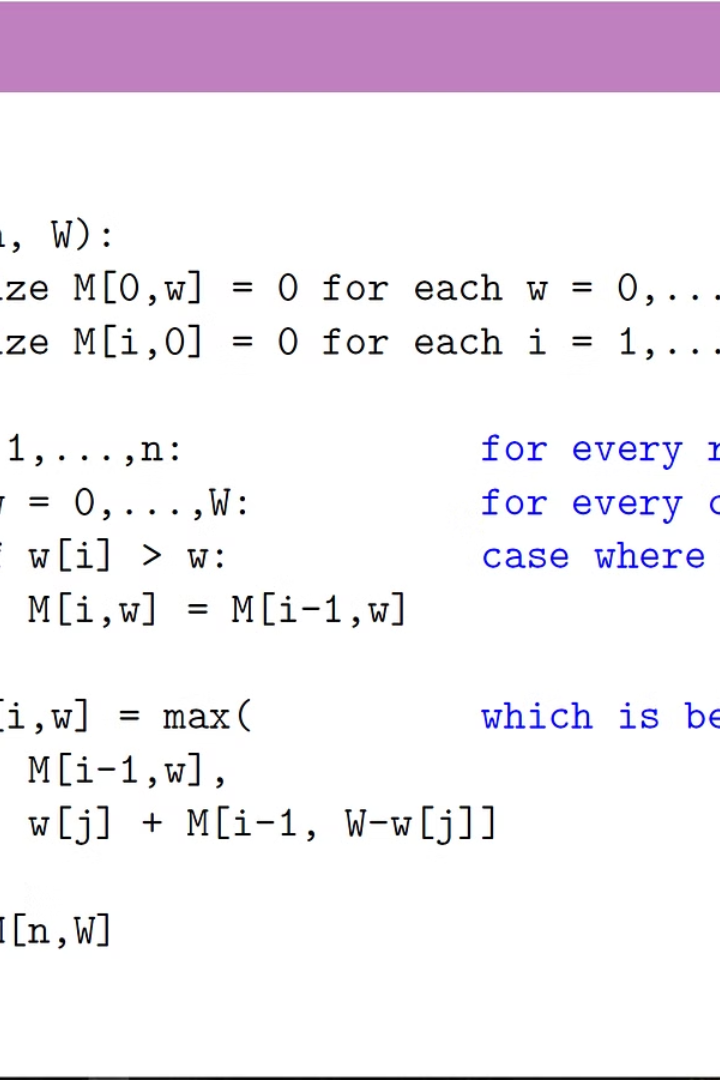 , W):
ize M[0,w] = 0 for each w = 0,...
ize M[i,0] = 0 for each i = 1,...
1,...,n: for every
= 0,...,W: for every
w[i] > w: case where
M[i,w] = M[i-1,w]
[i,w] = max( which is be
M[i-1,w],
w[j] + M[i-1, W-w[j]]
M[n,W]